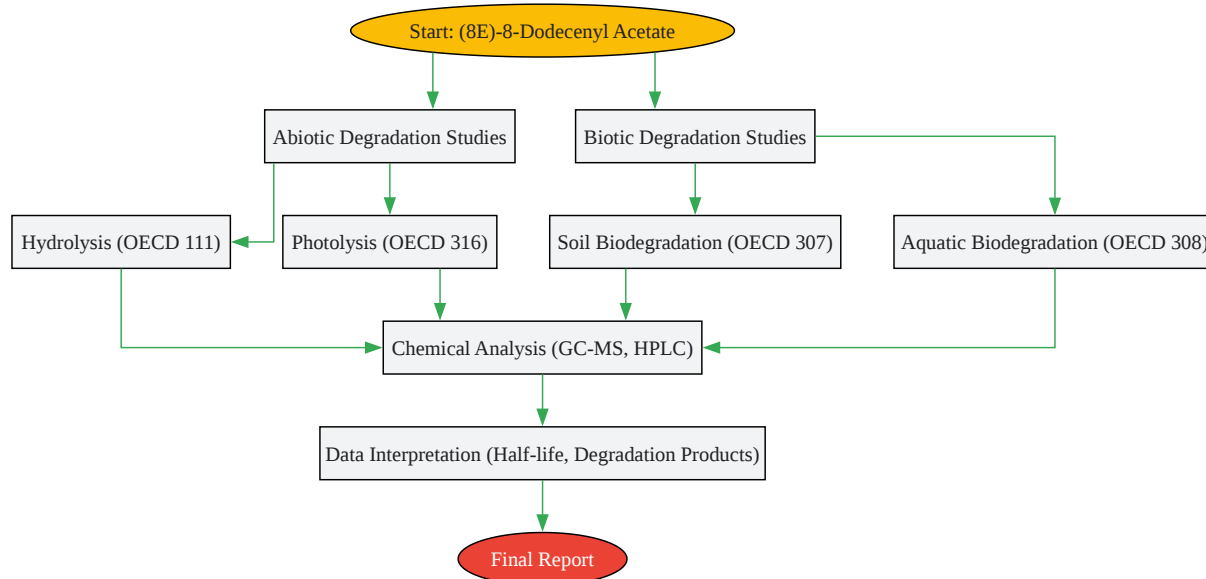 Start: (8E)-8-Dodecenyl Acetate
Abiotic Degradation Studies
Biotic Degradation Studies
Hydrolysis (OECD 111)
Photolysis (OECD 316)
Soil Biodegradation (OECD 307)
Aquatic Biodegradation (OECD 308)
Chemical Analysis (GC-MS, HPLC)
Data Interpretation (Half-life, Degradation Products)
Final Report